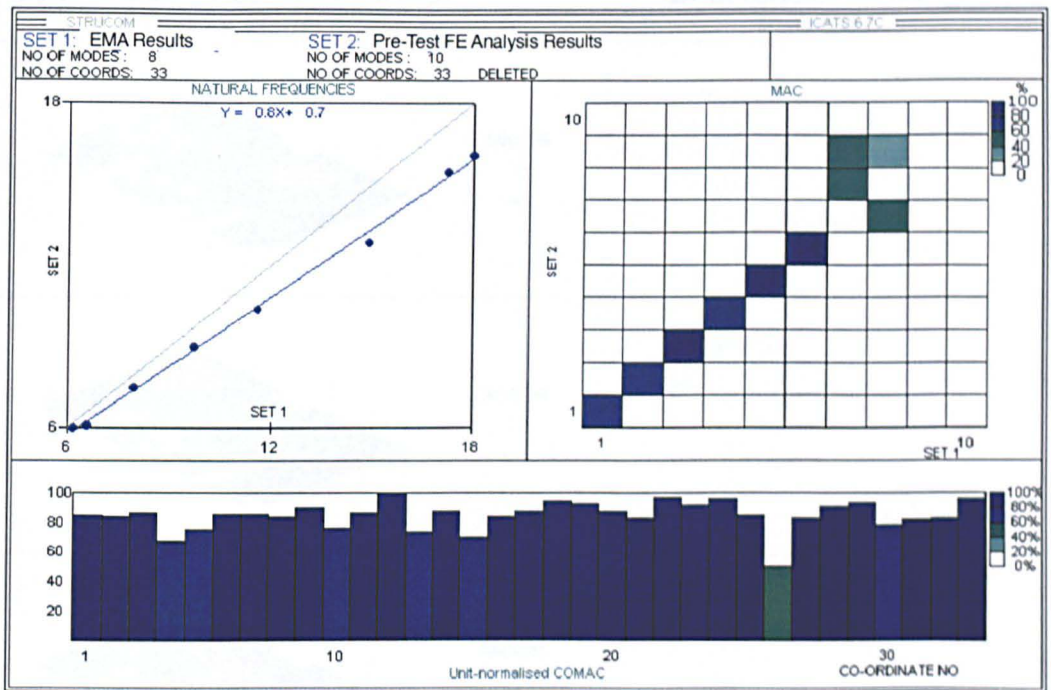 STRUCOM ICATS 6.7C
SET 1: EMA Results SET 2: Pre-Test FE Analysis Results
NO OF MODES : 8 NO OF MODES : 10
NO OF COORDS: 33 NO OF COORDS: 33 DELETED
NATURAL FREQUENCIES
Y = 0.8X+ 0.7
18
SET 2
6
SET 1
6 12 18
MAC
%
100
80
60
40
20
0
10
SET 2
1
1 10
SET 1
100
80
60
40
20
100%
80%
60%
40%
20%
0%
1 10 20 30
Unit-normalised COMAC CO-ORDINATE NO